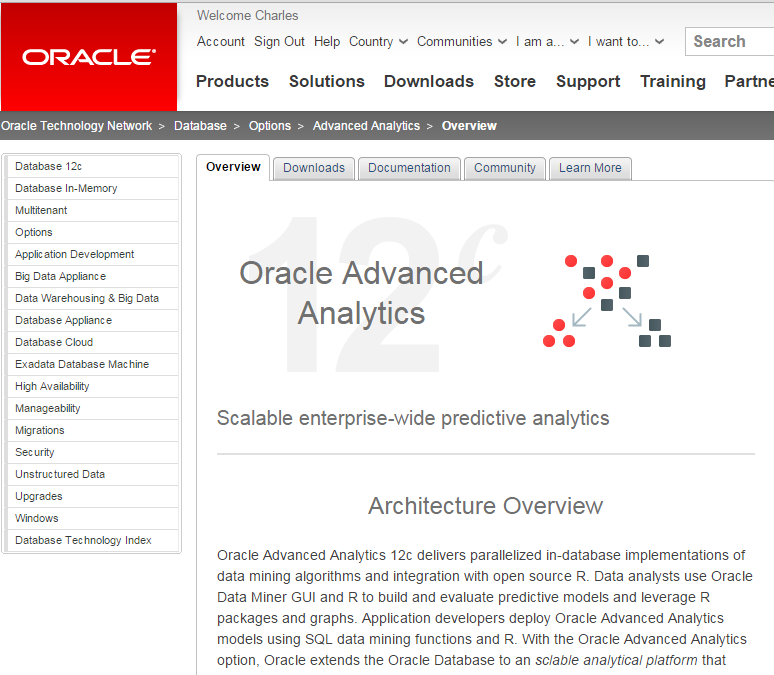 ORACLE
Welcome Charles
Account Sign Out Help Country Communities I am a... I want to... Search
Products Solutions Downloads Store Support Training Partne
Oracle Technology Network > Database > Options > Advanced Analytics > Overview
Database 12c
Database In-Memory
Multitenant
Options
Application Development
Big Data Appliance
Data Warehousing & Big Data
Database Appliance
Database Cloud
Exadata Database Machine
High Availability
Manageability
Migrations
Security
Unstructured Data
Upgrades
Windows
Database Technology Index
Overview Downloads Documentation Community Learn More
12c
Oracle Advanced
Analytics
Scalable enterprise-wide predictive analytics
Architecture Overview
Oracle Advanced Analytics 12c delivers parallelized in-database implementations of
data mining algorithms and integration with open source R. Data analysts use Oracle
Data Miner GUI and R to build and evaluate predictive models and leverage R
packages and graphs. Application developers deploy Oracle Advanced Analytics
models using SQL data mining functions and R. With the Oracle Advanced Analytics
option, Oracle extends the Oracle Database to an sclable analytical platform that